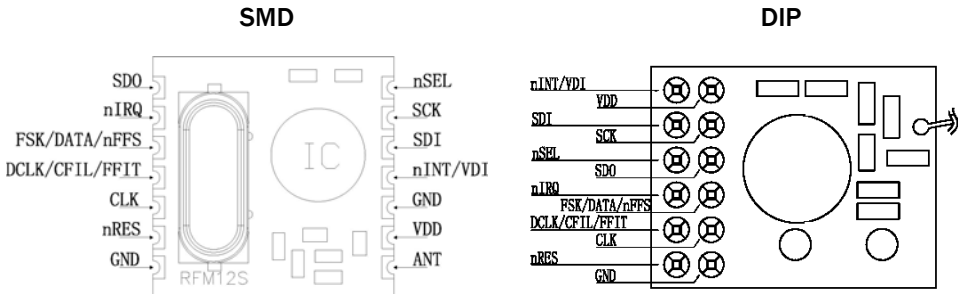 SMD
DIP
SDO
nIRQ
FSK/DATA/nFFS
DCLK/CFIL/FFIT
CLK
nRES
GND
IC
RFM12S
nSEL
SCK
SDI
nINT/VDI
GND
VDD
ANT
nINT/VDI
VDD
SDI
SCK
nSEL
SDO
nIRQ
FSK/DATA/nFFS
DCLK/CFIL/FFIT
CLK
nRES
GND